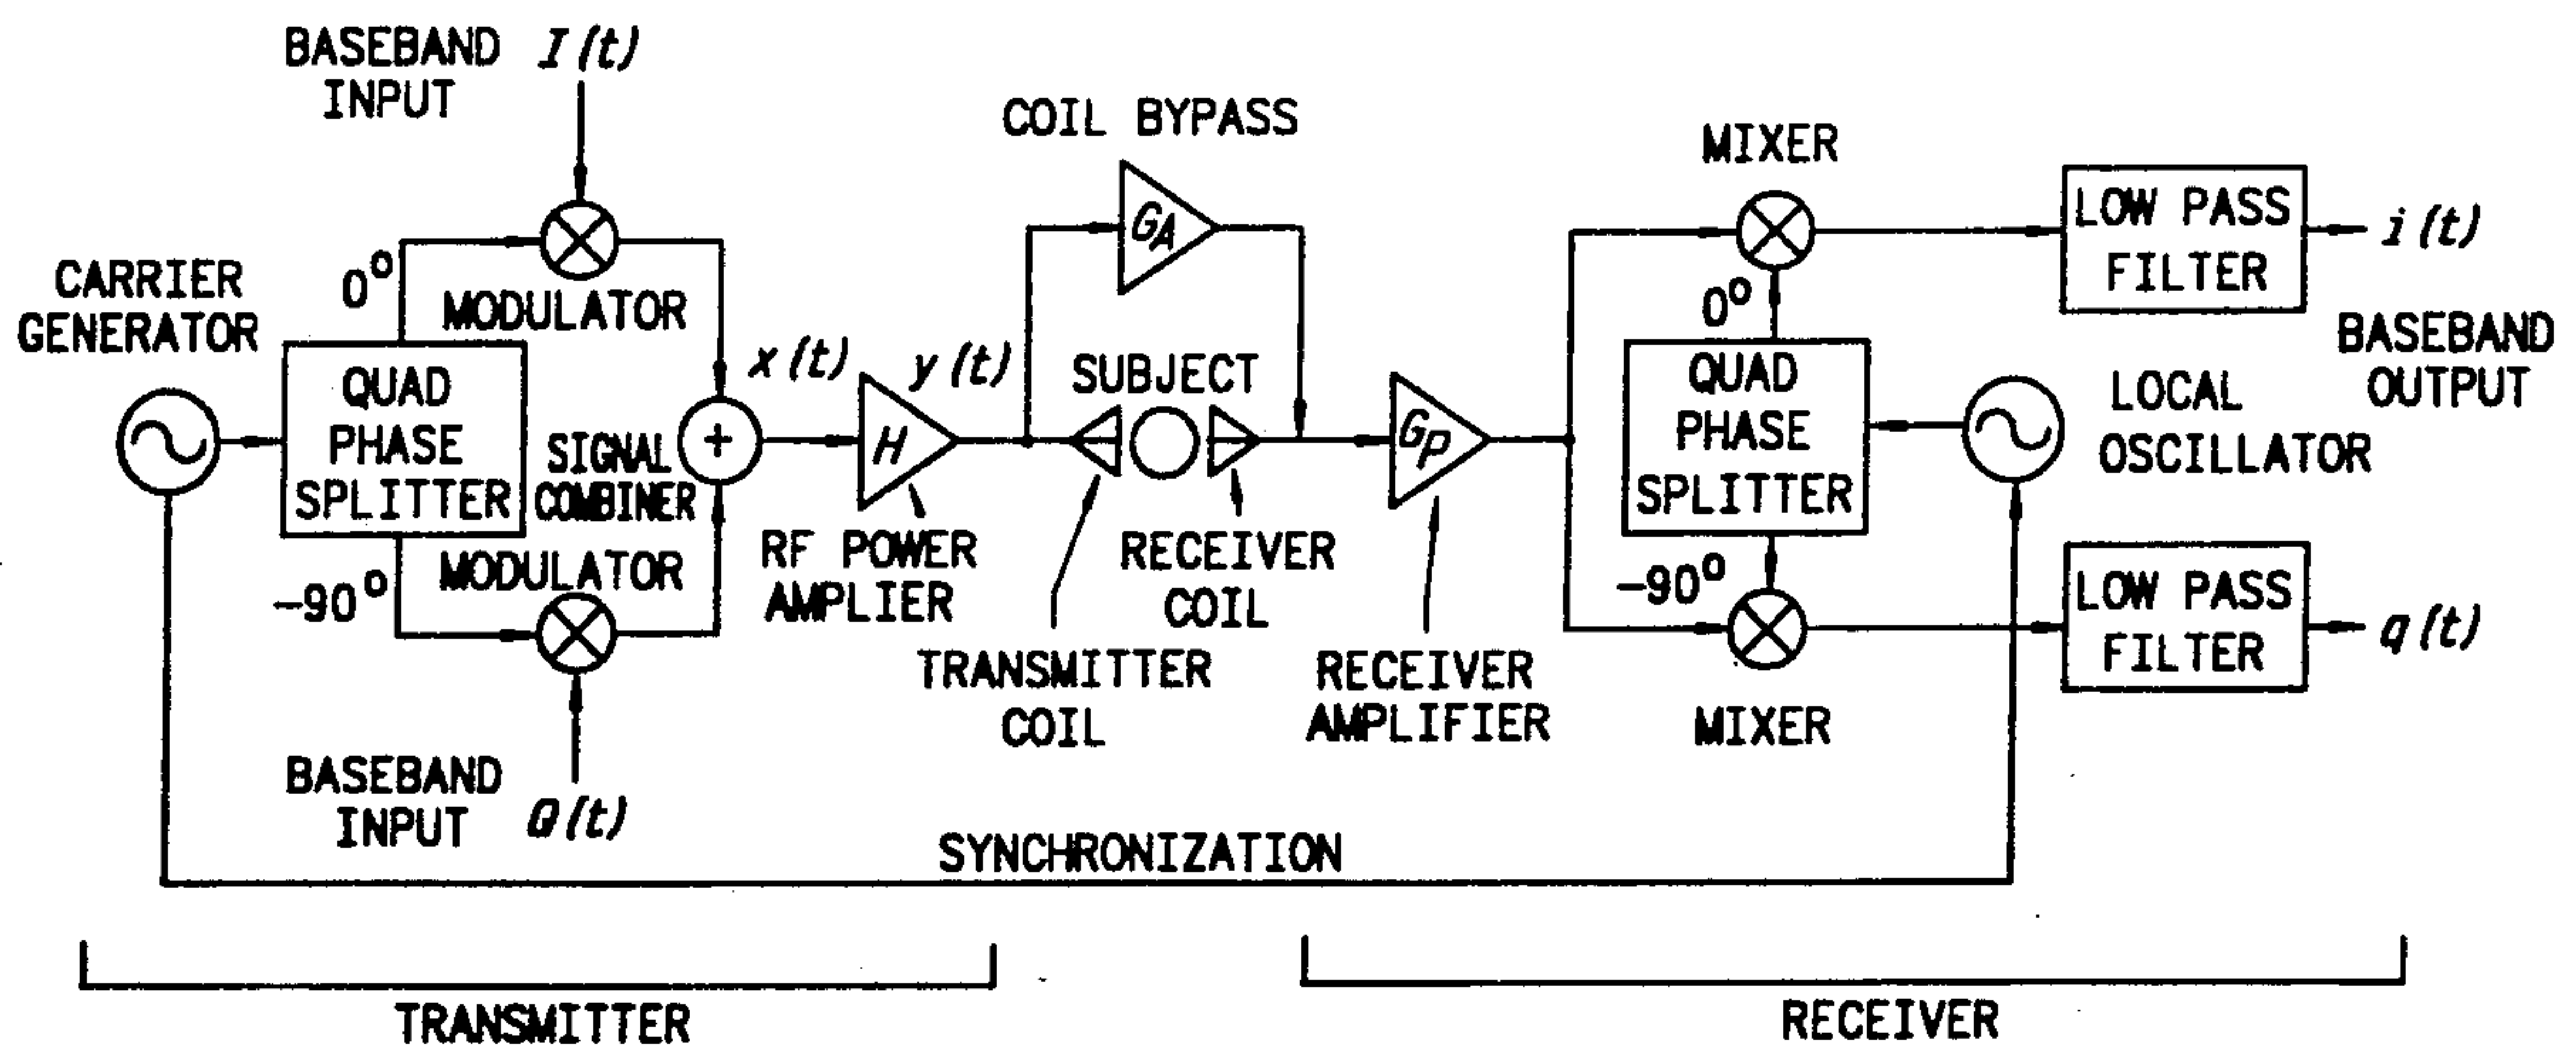 BASEBAND
INPUT
I(t)
COIL BYPASS
G_A
MIXER
LOW PASS
FILTER
i(t)
CARRIER
GENERATOR
0°
MODULATOR
QUAD
PHASE
SPLITTER
SIGNAL
COMBINER
+
x(t)
y(t)
H
RF POWER
AMPLIER
SUBJECT
G_P
0°
QUAD
PHASE
SPLITTER
BASEBAND
OUTPUT
LOCAL
OSCILLATOR
-90°
MODULATOR
RECEIVER
COIL
-90°
LOW PASS
FILTER
q(t)
TRANSMITTER
COIL
RECEIVER
AMPLIFIER
MIXER
BASEBAND
INPUT
Q(t)
SYNCHRONIZATION
TRANSMITTER
RECEIVER